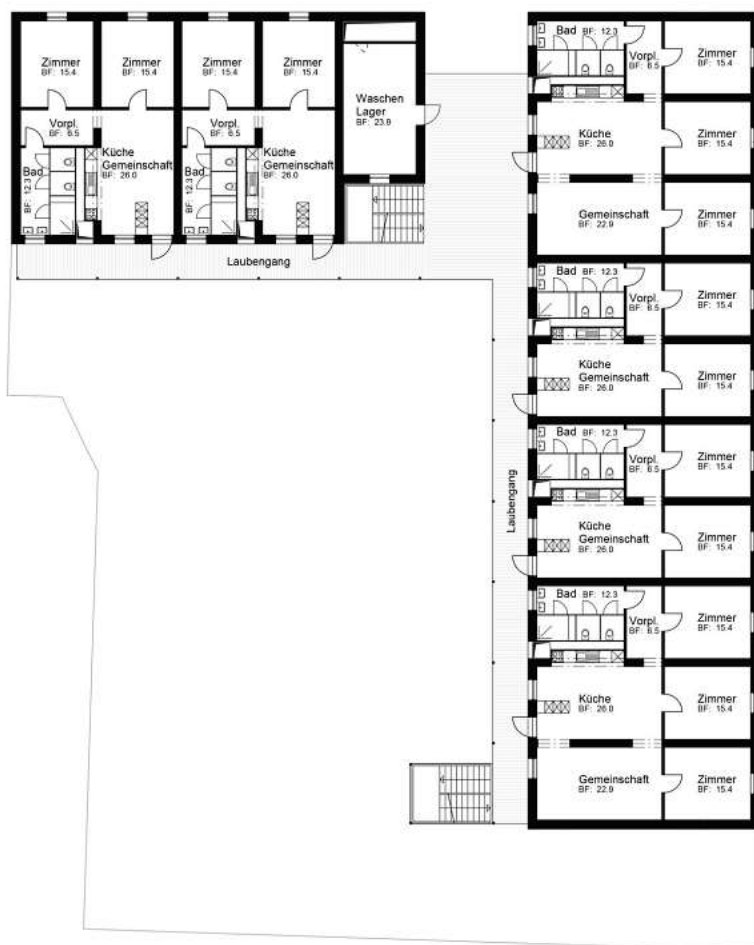 Zimmer
BF: 15.4
Zimmer
BF: 15.4
Zimmer
BF: 15.4
Zimmer
BF: 15.4
Waschen
Lager
BF: 23.9
Vorpl.
BF: 6.5
Küche
Gemeinschaft
BF: 26.0
Bad
BF: 12.3
Vorpl.
BF: 6.5
Küche
Gemeinschaft
BF: 26.0
Bad
BF: 12.3
Laubengang
Bad BF: 12.3
Vorpl.
BF: 6.5
Zimmer
BF: 15.4
Küche
BF: 26.0
Zimmer
BF: 15.4
Gemeinschaft
BF: 22.9
Zimmer
BF: 15.4
Bad BF: 12.3
Vorpl.
BF: 6.5
Zimmer
BF: 15.4
Küche
Gemeinschaft
BF: 26.0
Zimmer
BF: 15.4
Bad BF: 12.3
Vorpl.
BF: 6.5
Zimmer
BF: 15.4
Laubengang
Küche
Gemeinschaft
BF: 26.0
Zimmer
BF: 15.4
Bad BF: 12.3
Vorpl.
BF: 6.5
Zimmer
BF: 15.4
Küche
BF: 26.0
Zimmer
BF: 15.4
Gemeinschaft
BF: 22.9
Zimmer
BF: 15.4